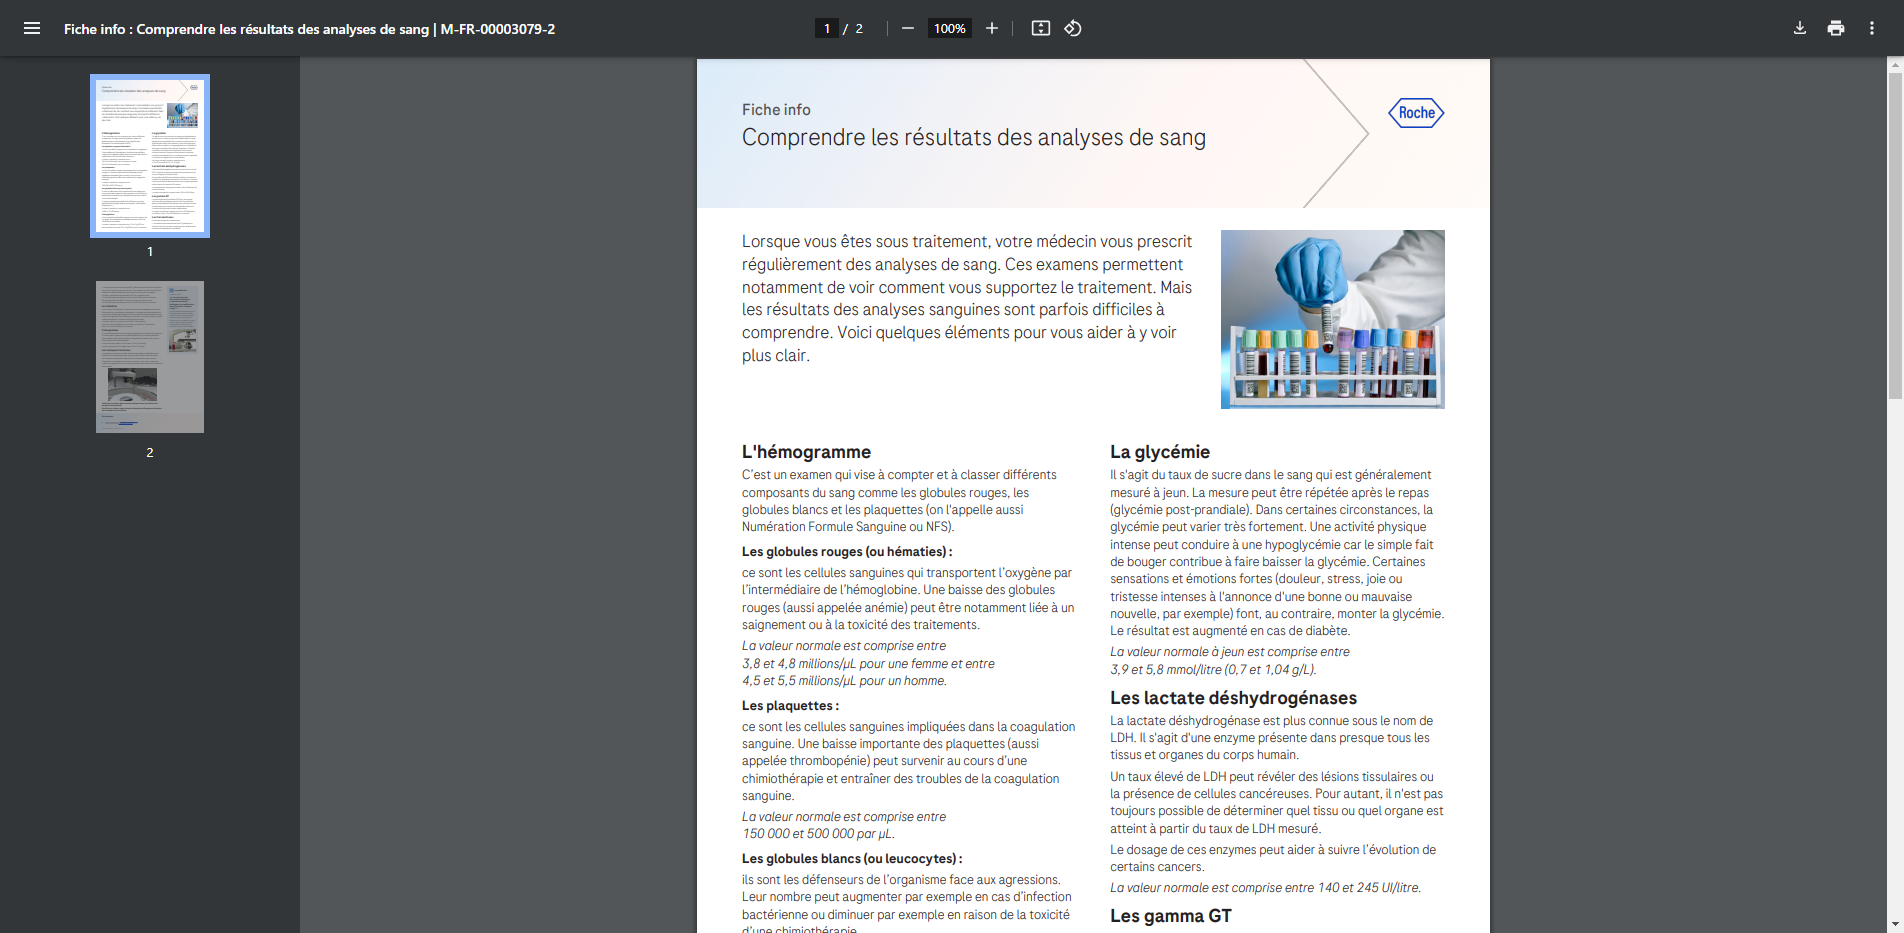 Fiche info : Comprendre les résultats des analyses de sang | M-FR-00003079-2
1 / 2
100%
1
2
Fiche info
Comprendre les résultats des analyses de sang
Roche
Lorsque vous êtes sous traitement, votre médecin vous prescrit
régulièrement des analyses de sang. Ces examens permettent
notamment de voir comment vous supportez le traitement. Mais
les résultats des analyses sanguines sont parfois difficiles à
comprendre. Voici quelques éléments pour vous aider à y voir
plus clair.
L'hémogramme
C'est un examen qui vise à compter et à classer différents
composants du sang comme les globules rouges, les
globules blancs et les plaquettes (on l'appelle aussi
Numération Formule Sanguine ou NFS).
Les globules rouges (ou hématies) :
ce sont les cellules sanguines qui transportent l'oxygène par
l'intermédiaire de l'hémoglobine. Une baisse des globules
rouges (aussi appelée anémie) peut être notamment liée à un
saignement ou à la toxicité des traitements.
La valeur normale est comprise entre
3,8 et 4,8 millions/µL pour une femme et entre
4,5 et 5,5 millions/µL pour un homme.
Les plaquettes :
ce sont les cellules sanguines impliquées dans la coagulation
sanguine. Une baisse importante des plaquettes (aussi
appelée thrombopénie) peut survenir au cours d'une
chimiothérapie et entraîner des troubles de la coagulation
sanguine.
La valeur normale est comprise entre
150 000 et 500 000 par µL.
Les globules blancs (ou leucocytes) :
ils sont les défenseurs de l'organisme face aux agressions.
Leur nombre peut augmenter par exemple en cas d'infection
bactérienne ou diminuer par exemple en raison de la toxicité
d'une chimiothérapie.
La glycémie
Il s'agit du taux de sucre dans le sang qui est généralement
mesuré à jeun. La mesure peut être répétée après le repas
(glycémie post-prandiale). Dans certaines circonstances, la
glycémie peut varier très fortement. Une activité physique
intense peut conduire à une hypoglycémie car le simple fait
de bouger contribue à faire baisser la glycémie. Certaines
sensations et émotions fortes (douleur, stress, joie ou
tristesse intenses à l'annonce d'une bonne ou mauvaise
nouvelle, par exemple) font, au contraire, monter la glycémie.
Le résultat est augmenté en cas de diabète.
La valeur normale à jeun est comprise entre
3,9 et 5,8 mmol/litre (0,7 et 1,04 g/L).
Les lactate déshydrogénases
La lactate déshydrogénase est plus connue sous le nom de
LDH. Il s'agit d'une enzyme présente dans presque tous les
tissus et organes du corps humain.
Un taux élevé de LDH peut révéler des lésions tissulaires ou
la présence de cellules cancéreuses. Pour autant, il n'est pas
toujours possible de déterminer quel tissu ou quel organe est
atteint à partir du taux de LDH mesuré.
Le dosage de ces enzymes peut aider à suivre l'évolution de
certains cancers.
La valeur normale est comprise entre 140 et 245 UI/litre.
Les gamma GT